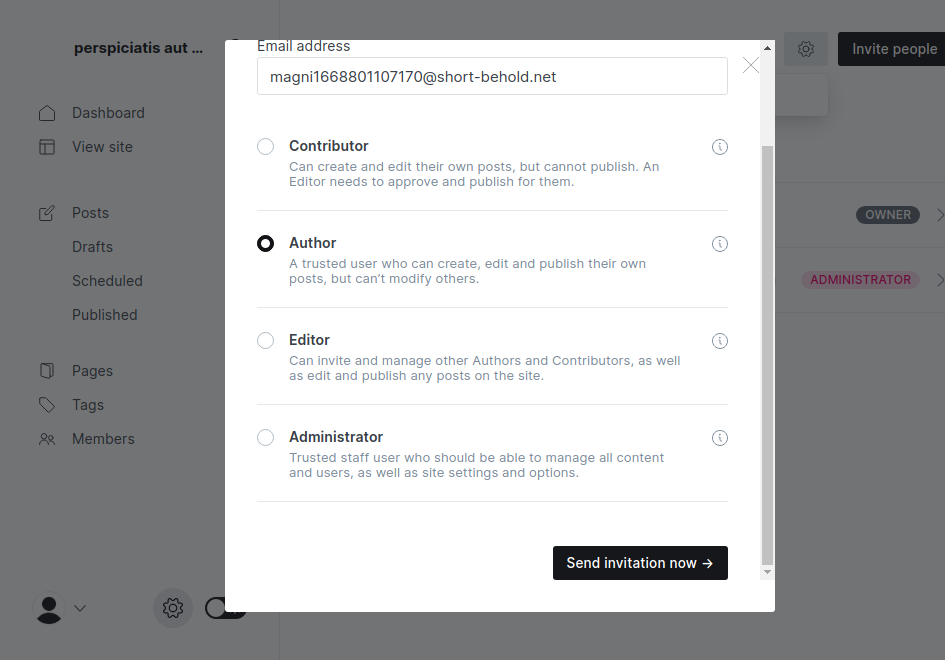 perspiciatis aut ...
Dashboard
View site
Posts
Drafts
Scheduled
Published
Pages
Tags
Members
Invite people
OWNER
ADMINISTRATOR
Email address
magni1668801107170@short-behold.net
Contributor
Can create and edit their own posts, but cannot publish. An
Editor needs to approve and publish for them.
Author
A trusted user who can create, edit and publish their own
posts, but can’t modify others.
Editor
Can invite and manage other Authors and Contributors, as well
as edit and publish any posts on the site.
Administrator
Trusted staff user who should be able to manage all content
and users, as well as site settings and options.
Send invitation now →